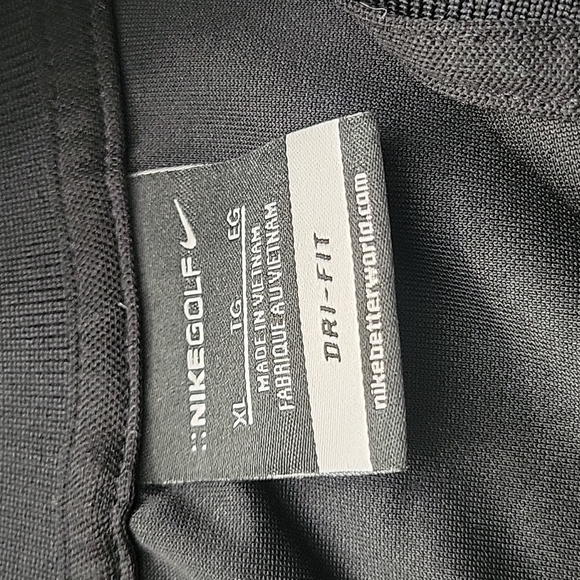 ::NIKEGOLF
XL TG EG
MADE IN VIETNAM
FABRIQUE AU VIETNAM
DRI-FIT
nikebetterworld.com